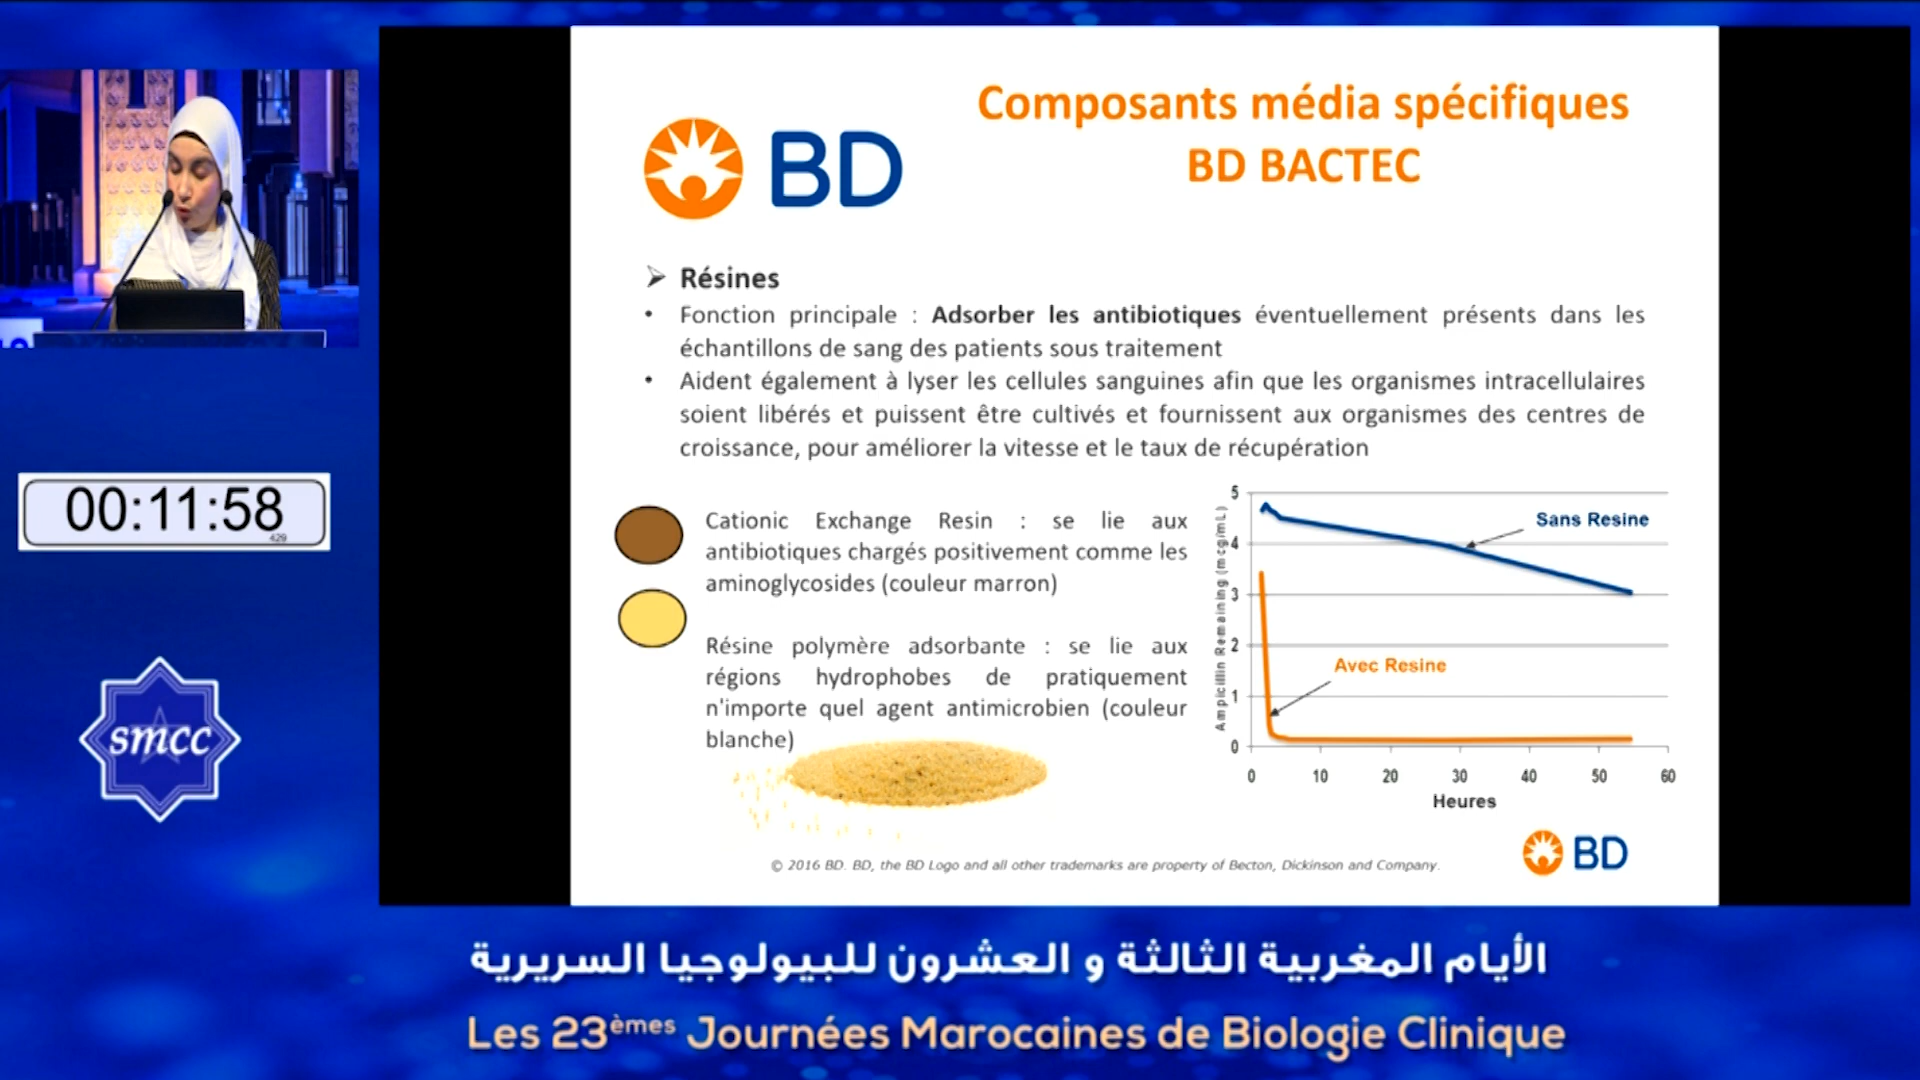 Composants média spécifiques
BD BACTEC
BD
➢ Résines
• Fonction principale : Adsorber les antibiotiques éventuellement présents dans les
échantillons de sang des patients sous traitement
• Aident également à lyser les cellules sanguines afin que les organismes intracellulaires
soient libérés et puissent être cultivés et fournissent aux organismes des centres de
croissance, pour améliorer la vitesse et le taux de récupération
Cationic Exchange Resin : se lie aux
antibiotiques chargés positivement comme les
aminoglycosides (couleur marron)
Résine polymère adsorbante : se lie aux
régions hydrophobes de pratiquement
n'importe quel agent antimicrobien (couleur
blanche)
Ampicillin Remaining (mcg/mL)
5
4
3
2
1
0
Sans Resine
Avec Resine
0 10 20 30 40 50 60
Heures
© 2016 BD. BD, the BD Logo and all other trademarks are property of Becton, Dickinson and Company.
BD
00:11:58
429
smcc
الأيام المغربية الثالثة و العشرون للبيولوجيا السريرية
Les 23èmes Journées Marocaines de Biologie Clinique